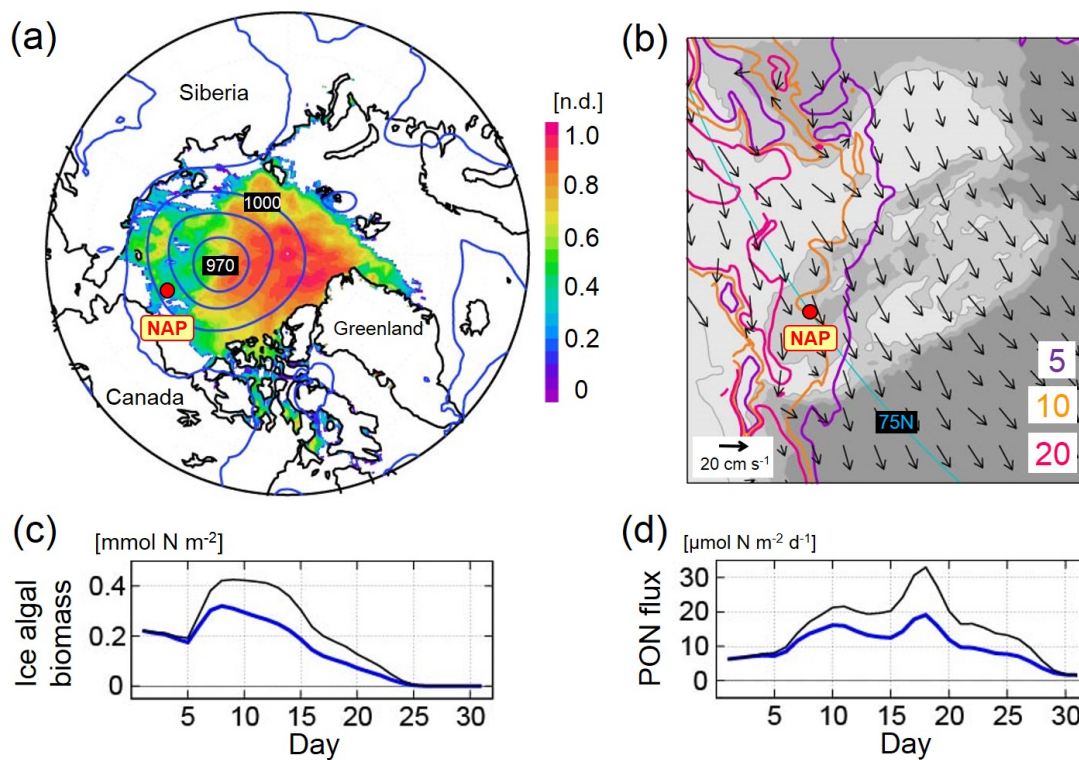 (a)
Siberia
1000
970
NAP
Greenland
Canada
[n.d.]
1.0
0.8
0.6
0.4
0.2
0
(b)
NAP
75N
20 cm s⁻¹
5
10
20
(c)
[mmol N m⁻²]
Ice algal
biomass
0.4
0.2
0
5 10 15 20 25 30
Day
(d)
[µmol N m⁻² d⁻¹]
PON flux
30
20
10
0
5 10 15 20 25 30
Day